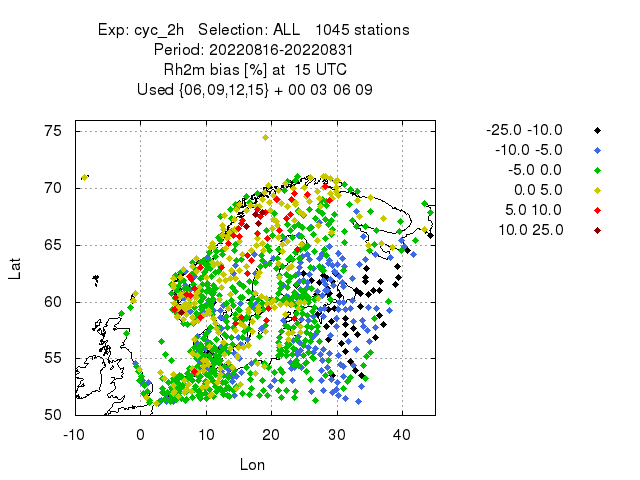 Exp: cyc_2h   Selection: ALL   1045 stations
Period: 20220816-20220831
Rh2m bias [%] at  15 UTC
Used {06,09,12,15} + 00 03 06 09
75
70
65
60
55
50
-10 0 10 20 30 40
Lat
Lon
-25.0 -10.0
-10.0 -5.0
-5.0 0.0
0.0 5.0
5.0 10.0
10.0 25.0